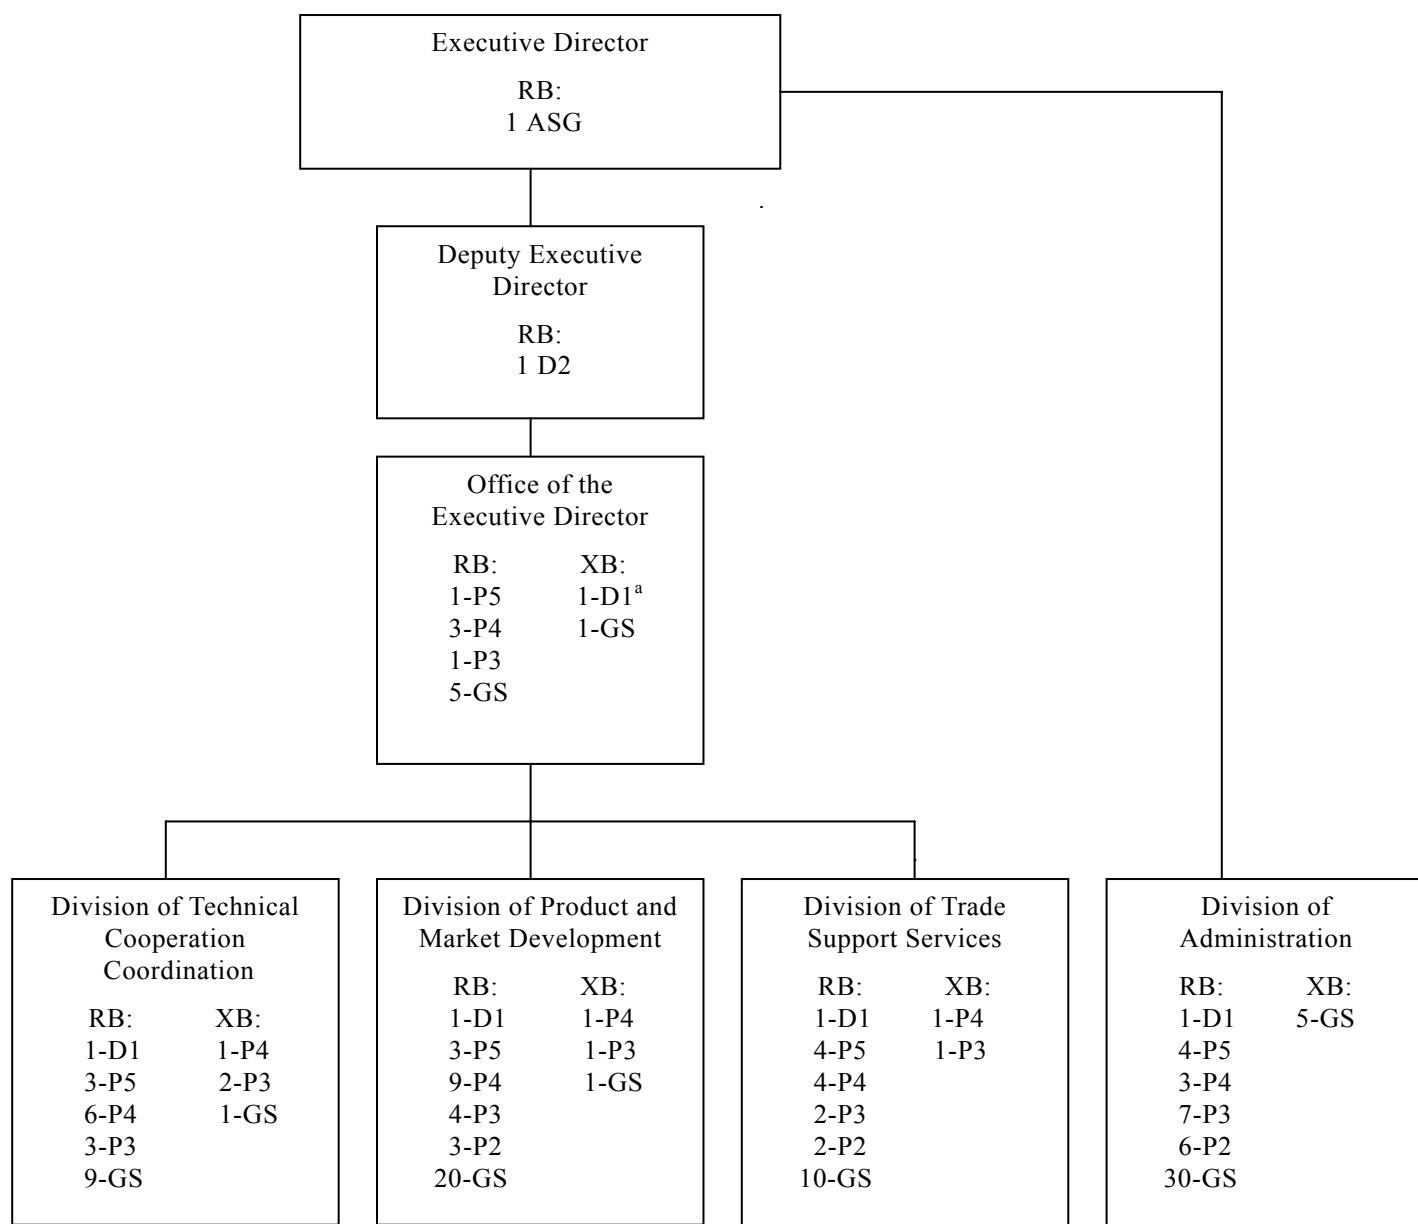 Executive Director
RB:
1 ASG
Deputy Executive
Director
RB:
1 D2
Office of the
Executive Director
RB: XB:
1-P5 1-D1ᵃ
3-P4 1-GS
1-P3
5-GS
Division of Technical
Cooperation
Coordination
RB: XB:
1-D1 1-P4
3-P5 2-P3
6-P4 1-GS
3-P3
9-GS
Division of Product and
Market Development
RB: XB:
1-D1 1-P4
3-P5 1-P3
9-P4 1-GS
4-P3
3-P2
20-GS
Division of Trade
Support Services
RB: XB:
1-D1 1-P4
4-P5 1-P3
4-P4
2-P3
2-P2
10-GS
Division of
Administration
RB: XB:
1-D1 5-GS
4-P5
3-P4
7-P3
6-P2
30-GS